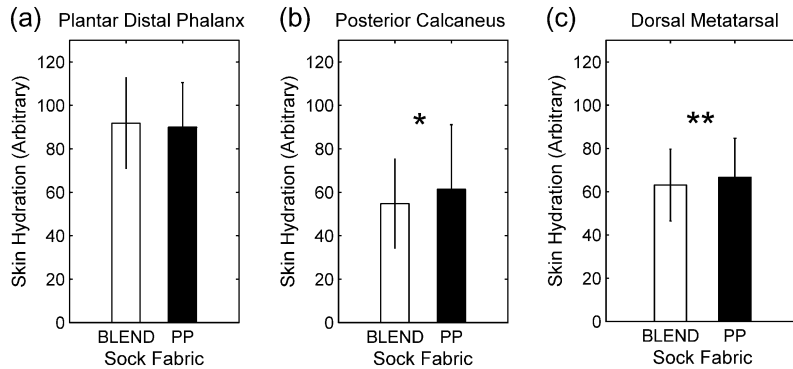 (a) Plantar Distal Phalanx
Skin Hydration (Arbitrary)
120
100
80
60
40
20
0
BLEND PP
Sock Fabric
(b) Posterior Calcaneus
Skin Hydration (Arbitrary)
120
100
80
60
40
20
0
*
BLEND PP
Sock Fabric
(c) Dorsal Metatarsal
Skin Hydration (Arbitrary)
120
100
80
60
40
20
0
**
BLEND PP
Sock Fabric